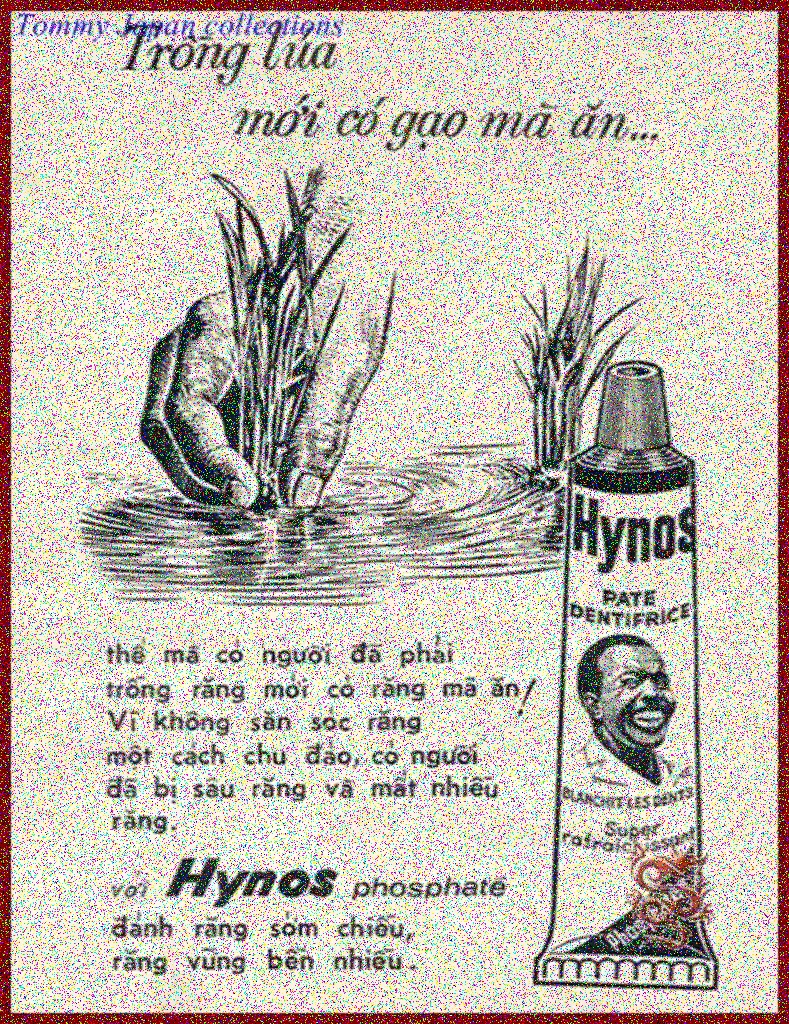 Tommy Japan collections
Trồng lúa
mới có gạo mà ăn...
Hynos
PATE
DENTIFRICE
thế mà có người đã phải
trồng răng mới có răng mà ăn!
Vì không săn sóc răng
một cách chu đáo, có người
đã bị sâu răng và mất nhiều
răng.
BLANCHIT LES DENTS
Super
rafraichissant
với Hynos phosphate
đánh răng sớm chiều,
răng vững bền nhiều.